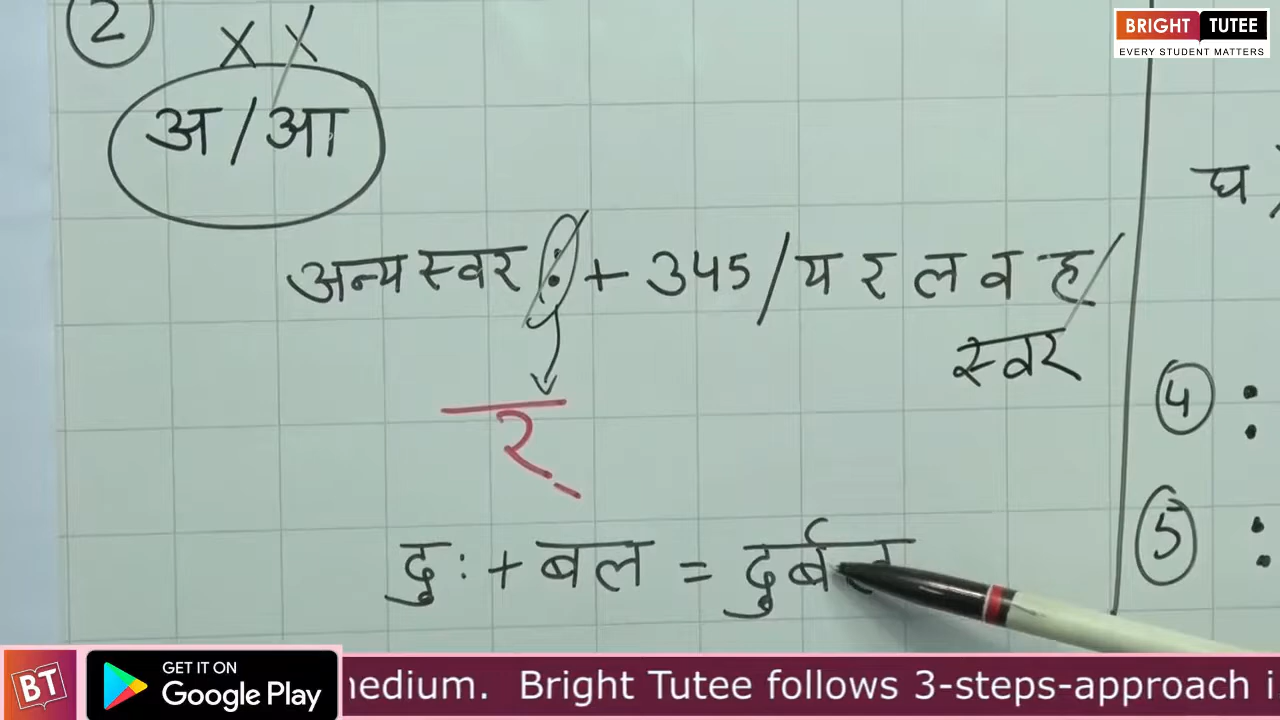 BRIGHT TUTEE
EVERY STUDENT MATTERS
2
X X
अ / आ
घ
अन्य स्वर : + 345 / य र ल व ह /
स्वर
र्
4 :
5 :
दुः + बल = दुर्बल
BT
GET IT ON
Google Play
medium. Bright Tutee follows 3-steps-approach i